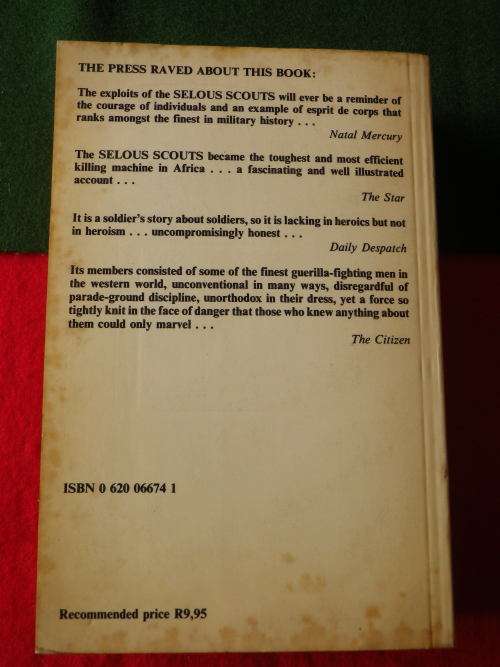 THE PRESS RAVED ABOUT THIS BOOK:
The exploits of the SELOUS SCOUTS will ever be a reminder of
the courage of individuals and an example of esprit de corps that
ranks amongst the finest in military history . . .
Natal Mercury
The SELOUS SCOUTS became the toughest and most efficient
killing machine in Africa . . . a fascinating and well illustrated
account . . .
The Star
It is a soldier's story about soldiers, so it is lacking in heroics but not
in heroism . . . uncompromisingly honest . . .
Daily Despatch
Its members consisted of some of the finest guerilla-fighting men in
the western world, unconventional in many ways, disregardful of
parade-ground discipline, unorthodox in their dress, yet a force so
tightly knit in the face of danger that those who knew anything about
them could only marvel . . .
The Citizen
ISBN 0 620 06674 1
Recommended price R9,95